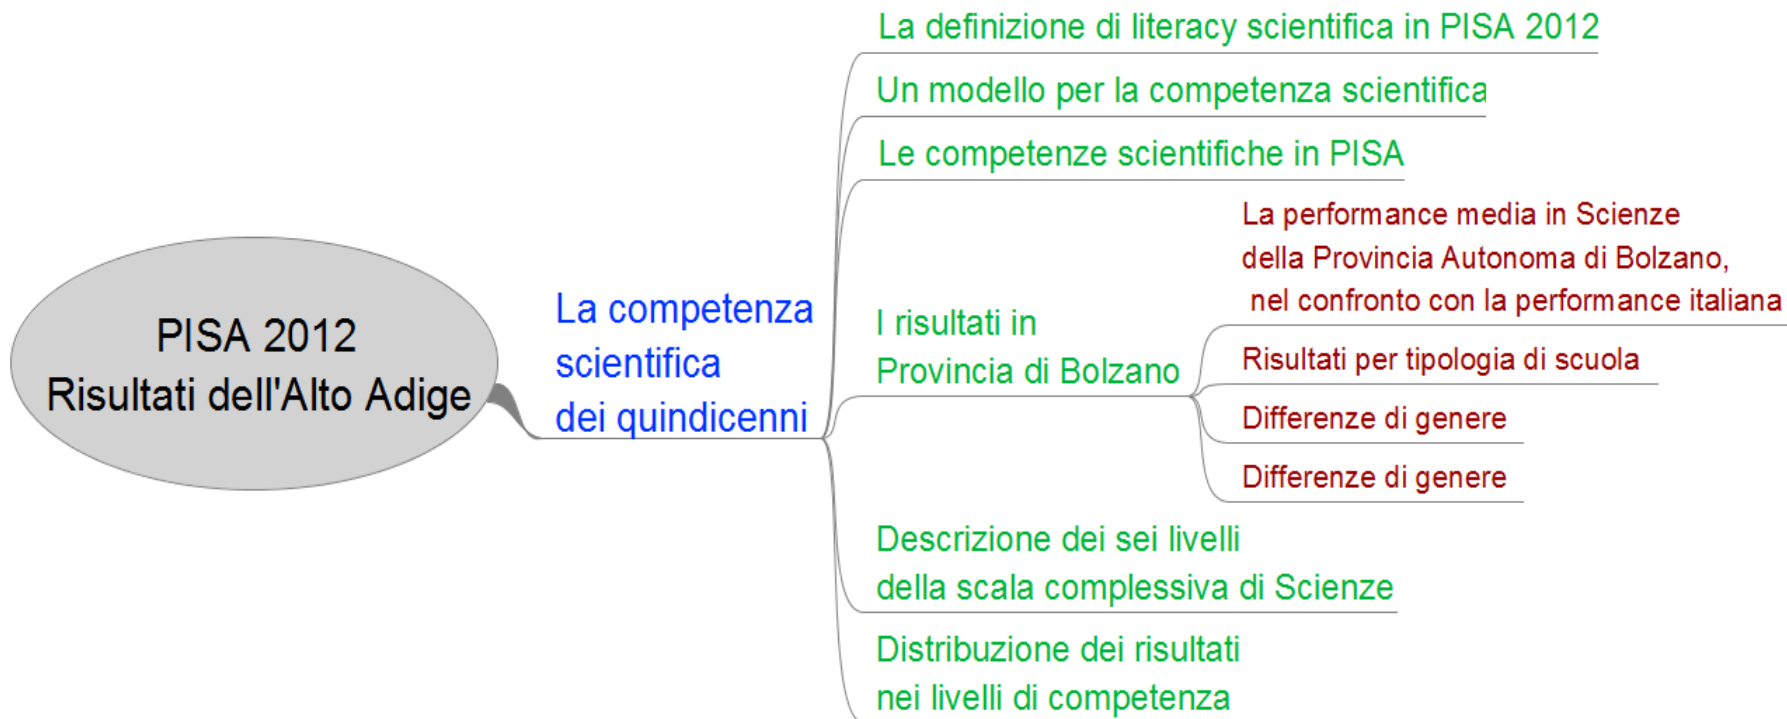 PISA 2012
Risultati dell'Alto Adige
La competenza
scientifica
dei quindicenni
La definizione di literacy scientifica in PISA 2012
Un modello per la competenza scientifica
Le competenze scientifiche in PISA
I risultati in
Provincia di Bolzano
La performance media in Scienze
della Provincia Autonoma di Bolzano,
nel confronto con la performance italiana
Risultati per tipologia di scuola
Differenze di genere
Differenze di genere
Descrizione dei sei livelli
della scala complessiva di Scienze
Distribuzione dei risultati
nei livelli di competenza